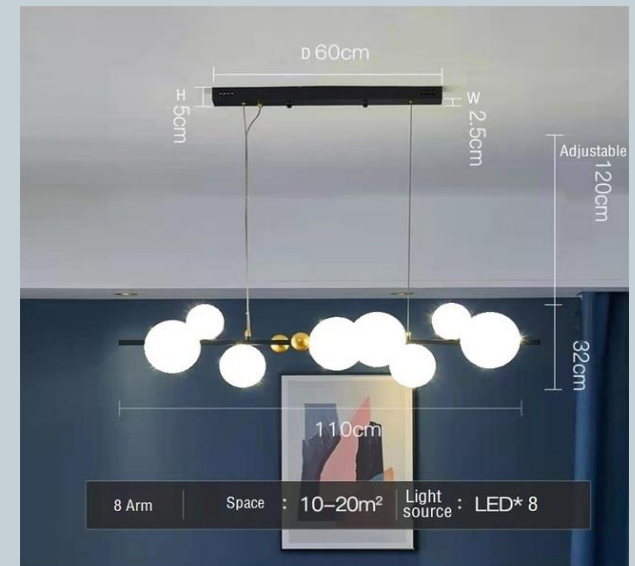 D 60cm
H 5cm
W 2.5cm
Adjustable
120cm
32cm
110cm
8 Arm Space : 10–20m² Light source : LED* 8